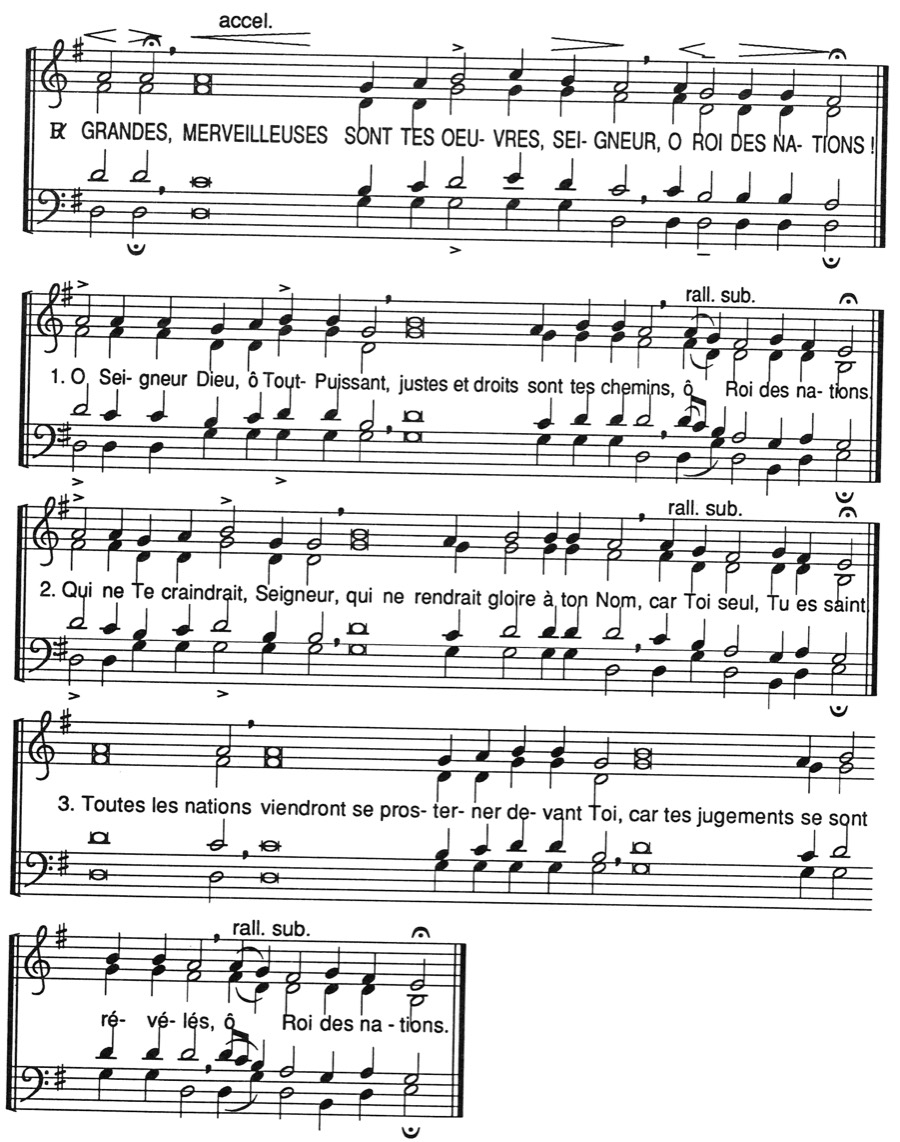 accel.
℟ GRANDES, MERVEILLEUSES SONT TES OEU- VRES, SEI- GNEUR, O ROI DES NA- TIONS !
rall. sub.
1. O Sei- gneur Dieu, ô Tout- Puissant, justes et droits sont tes chemins, ô Roi des na- tions.
rall. sub.
2. Qui ne Te craindrait, Seigneur, qui ne rendrait gloire à ton Nom, car Toi seul, Tu es saint.
3. Toutes les nations viendront se pros- ter- ner de- vant Toi, car tes jugements se sont
rall. sub.
ré- vé- lés, ô Roi des na - tions.